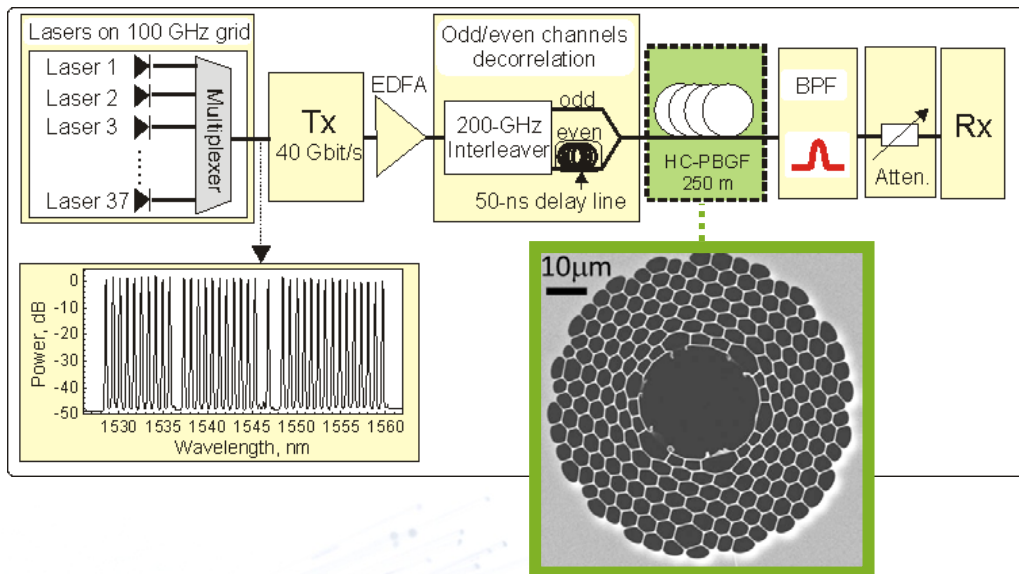 Lasers on 100 GHz grid
Laser 1
Laser 2
Laser 3
Laser 37
Multiplexer
Tx
40 Gbit/s
EDFA
Odd/even channels
decorrelation
200-GHz
Interleaver
odd
even
50-ns delay line
HC-PBGF
250 m
BPF
Atten.
Rx
Power, dB
0
-10
-20
-30
-40
-50
1530 1535 1540 1545 1550 1555 1560
Wavelength, nm
10μm